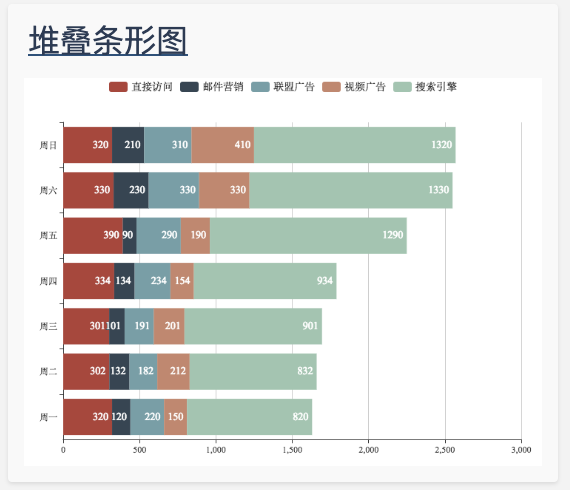 堆叠条形图
直接访问 邮件营销 联盟广告 视频广告 搜索引擎
周日 320 210 310 410 1320
周六 330 230 330 330 1330
周五 390 90 290 190 1290
周四 334 134 234 154 934
周三 301 101 191 201 901
周二 302 132 182 212 832
周一 320 120 220 150 820
0 500 1,000 1,500 2,000 2,500 3,000